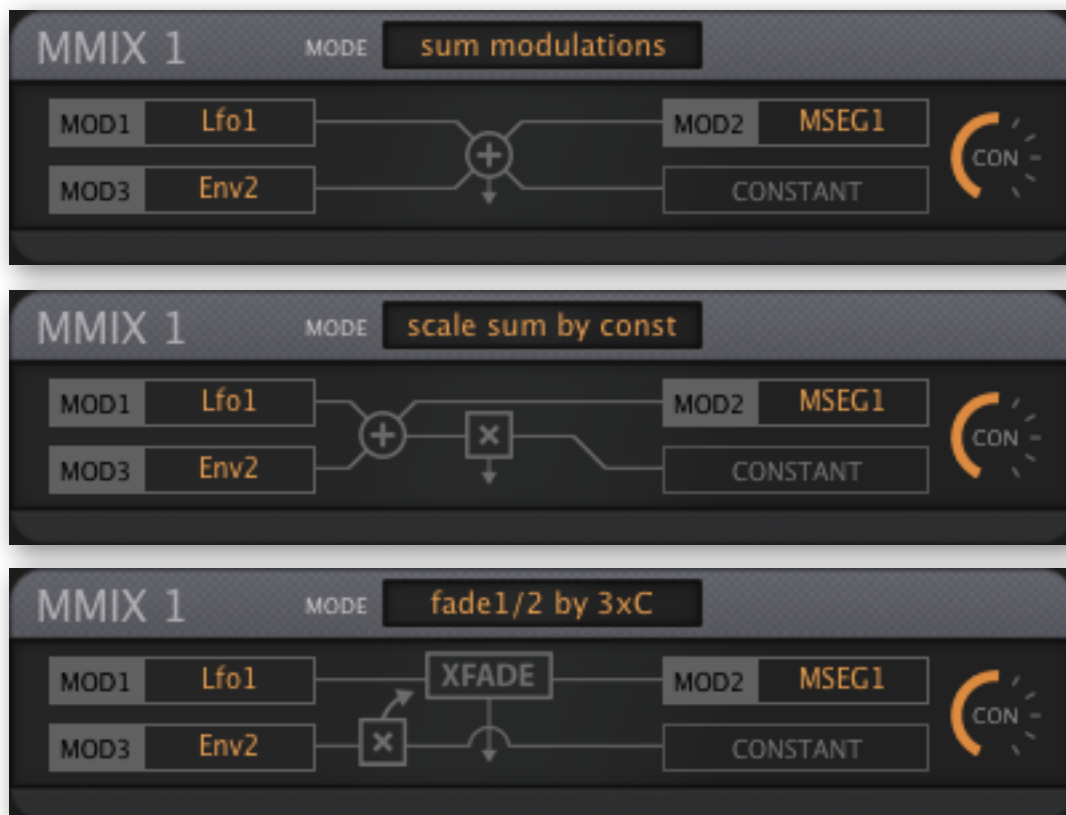 MMIX 1 MODE sum modulations
MOD1 Lfo1 MOD2 MSEG1
CON
MOD3 Env2 CONSTANT
MMIX 1 MODE scale sum by const
MOD1 Lfo1 MOD2 MSEG1
CON
MOD3 Env2 CONSTANT
MMIX 1 MODE fade1/2 by 3xC
MOD1 Lfo1 XFADE MOD2 MSEG1
CON
MOD3 Env2 CONSTANT